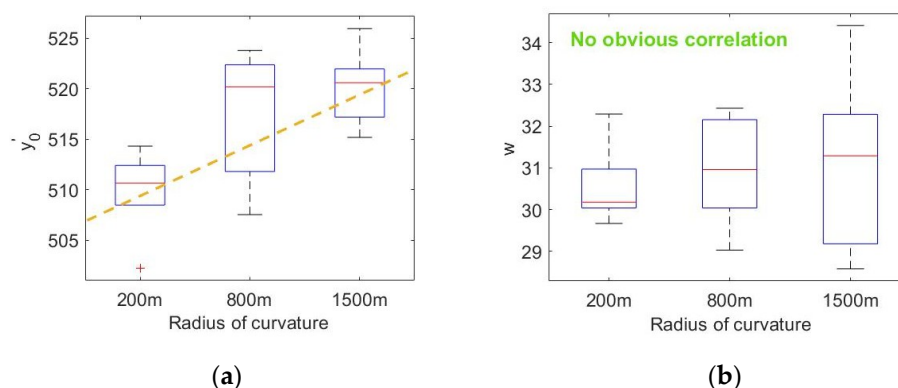 525
520
515
510
505
y'0
200m
800m
1500m
Radius of curvature
(a)
No obvious correlation
34
33
32
31
30
29
w
200m
800m
1500m
Radius of curvature
(b)